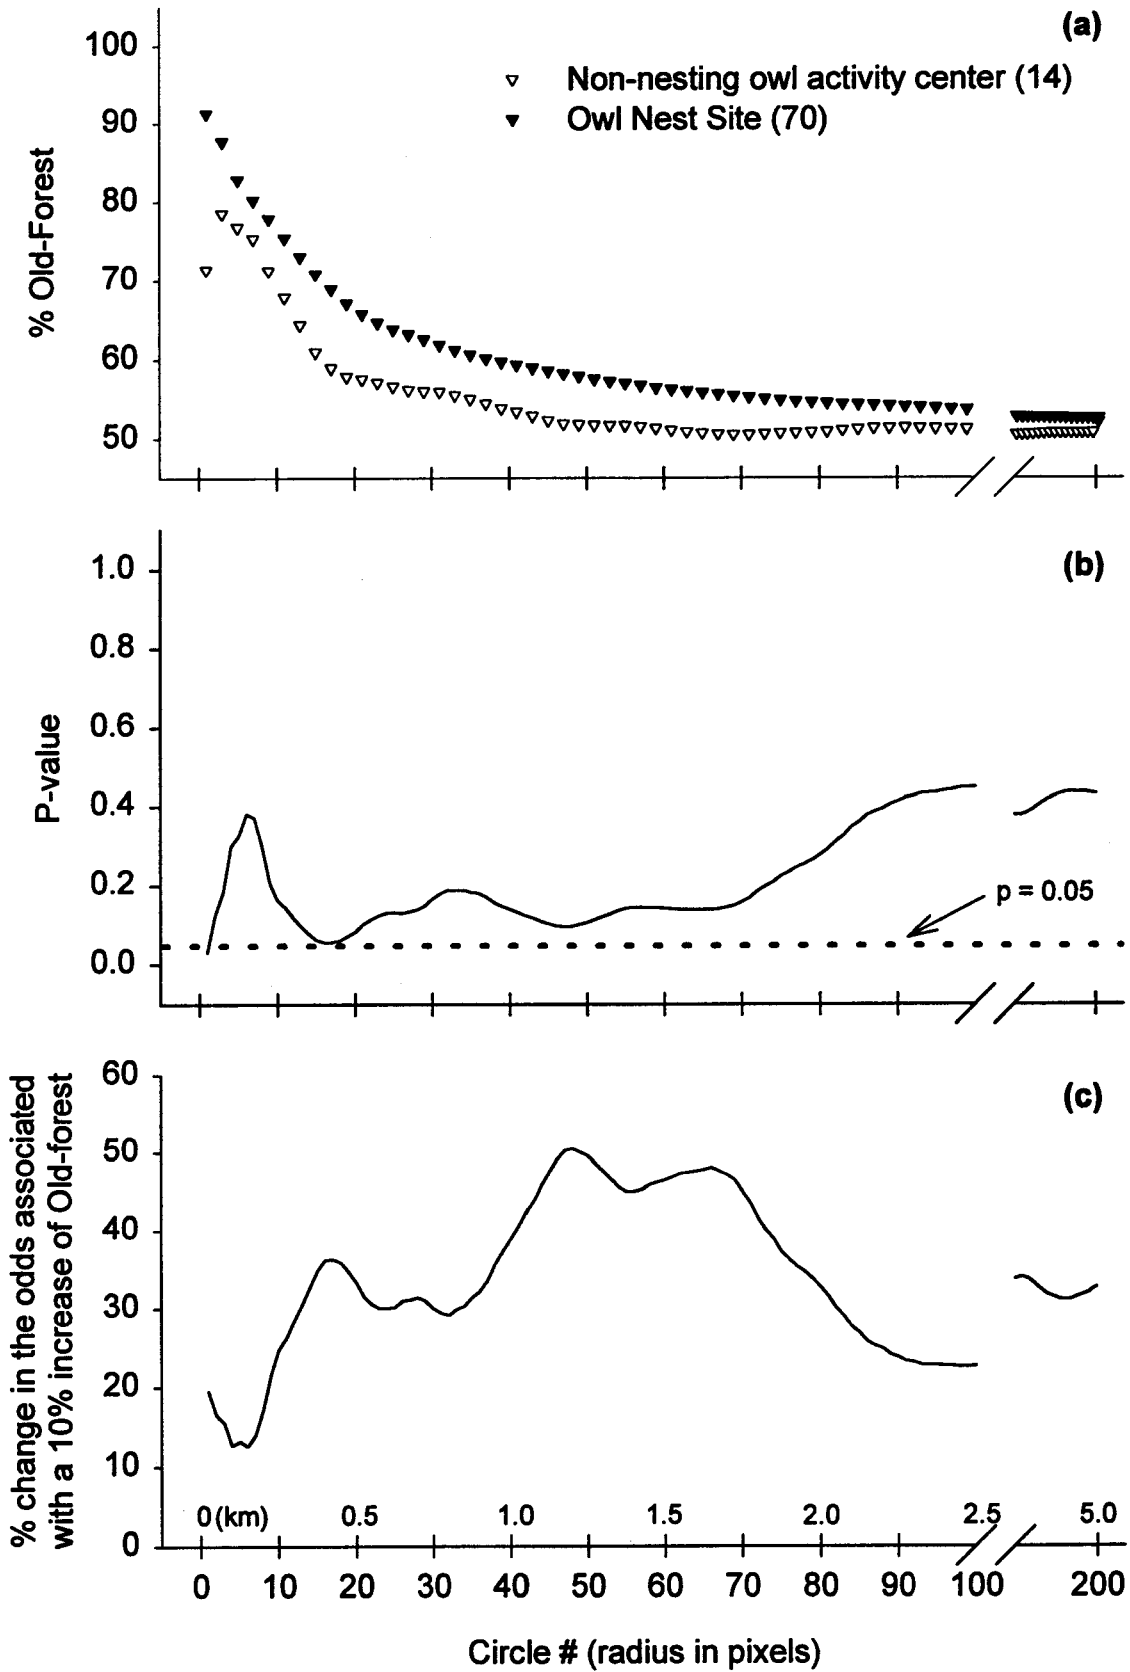 (a)
100
90
80
70
60
50
% Old-Forest
Non-nesting owl activity center (14)
Owl Nest Site (70)
(b)
1.0
0.8
0.6
0.4
0.2
0.0
P-value
p = 0.05
(c)
60
50
40
30
20
10
0
% change in the odds associated
with a 10% increase of Old-forest
0 (km) 0.5 1.0 1.5 2.0 2.5 5.0
0 10 20 30 40 50 60 70 80 90 100 200
Circle # (radius in pixels)